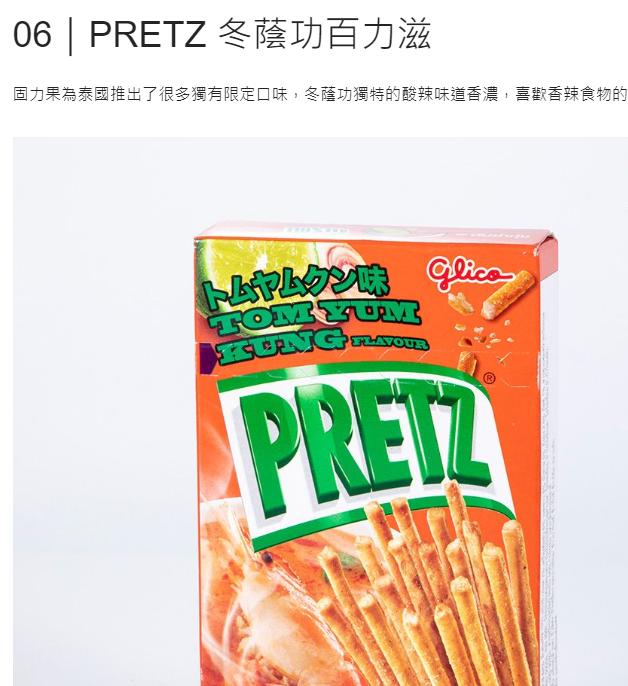 06｜PRETZ 冬蔭功百力滋
固力果為泰國推出了很多獨有限定口味，冬蔭功獨特的酸辣味道香濃，喜歡香辣食物的
glico
トムヤムクン味
TOM YUM
KUNG FLAVOUR
PRETZ ®